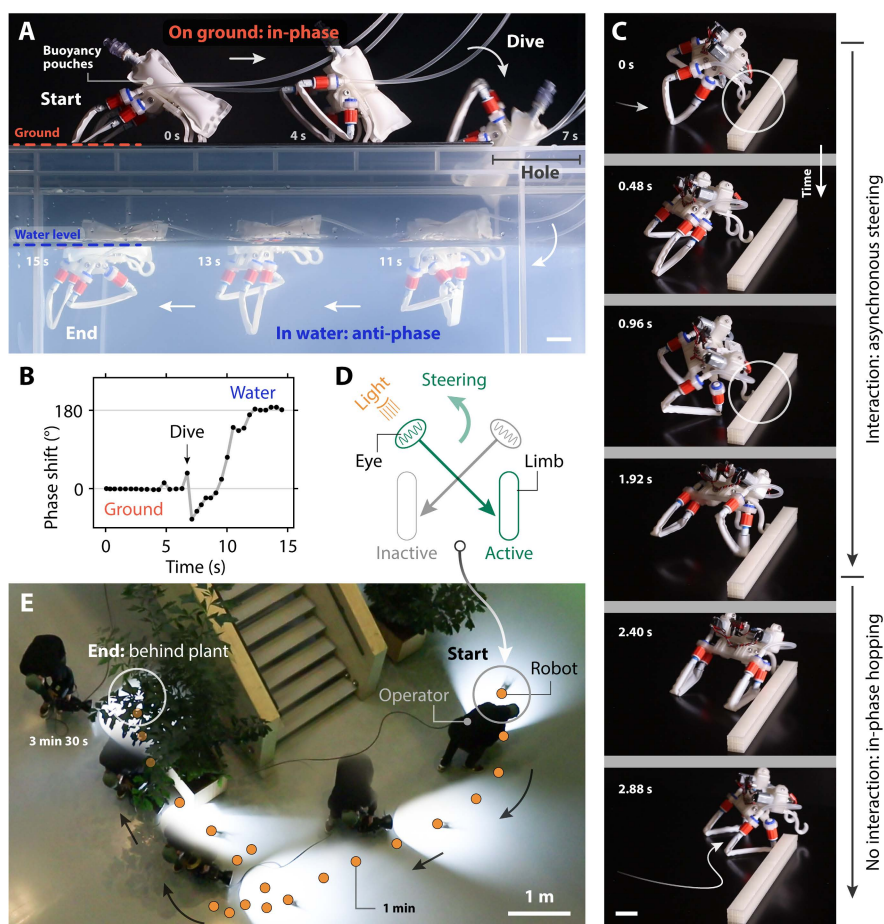 A
On ground: in-phase
Buoyancy
pouches
Dive
Start
0 s
4 s
7 s
Ground
Hole
Water level
15 s
13 s
11 s
End
In water: anti-phase
B
Phase shift (°)
180
0
Water
Dive
Ground
0
5
10
15
Time (s)
D
Light
Steering
Eye
Limb
Inactive
Active
E
End: behind plant
Start
Robot
Operator
3 min 30 s
1 min
1 m
C
0 s
Time
0.48 s
0.96 s
1.92 s
2.40 s
2.88 s
Interaction: asynchronous steering
No interaction: in-phase hopping